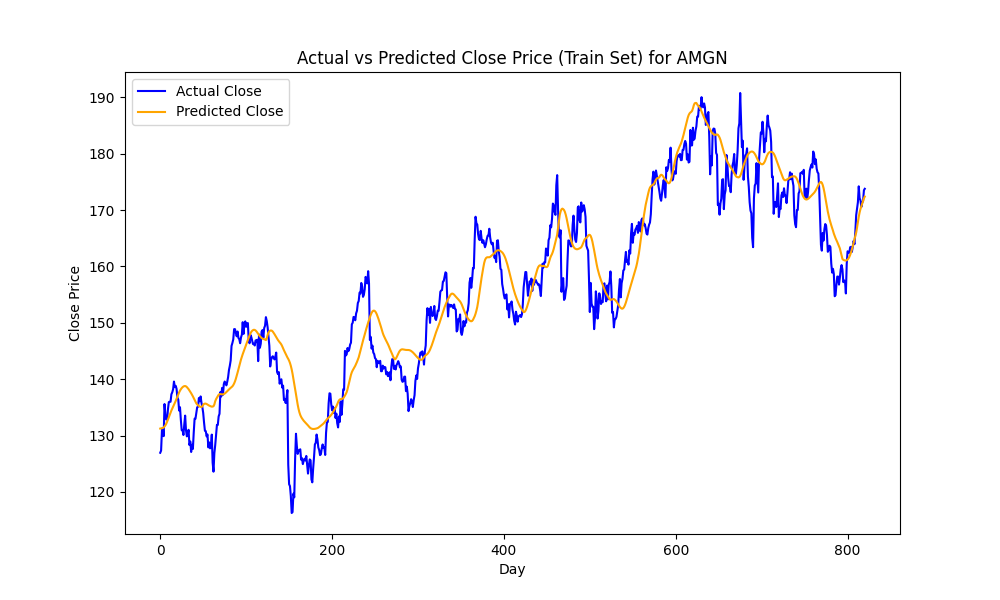 Actual vs Predicted Close Price (Train Set) for AMGN
Actual Close
Predicted Close
Close Price
190
180
170
160
150
140
130
120
0 200 400 600 800
Day